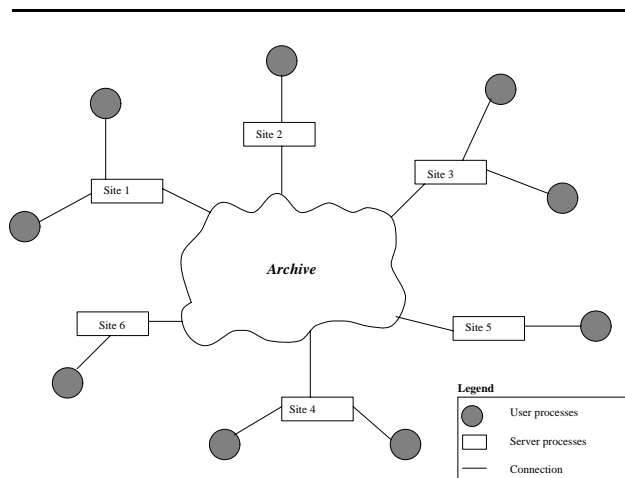 Site 2
Site 3
Site 1
Archive
Site 6
Site 5
Site 4
Legend
User processes
Server processes
Connection